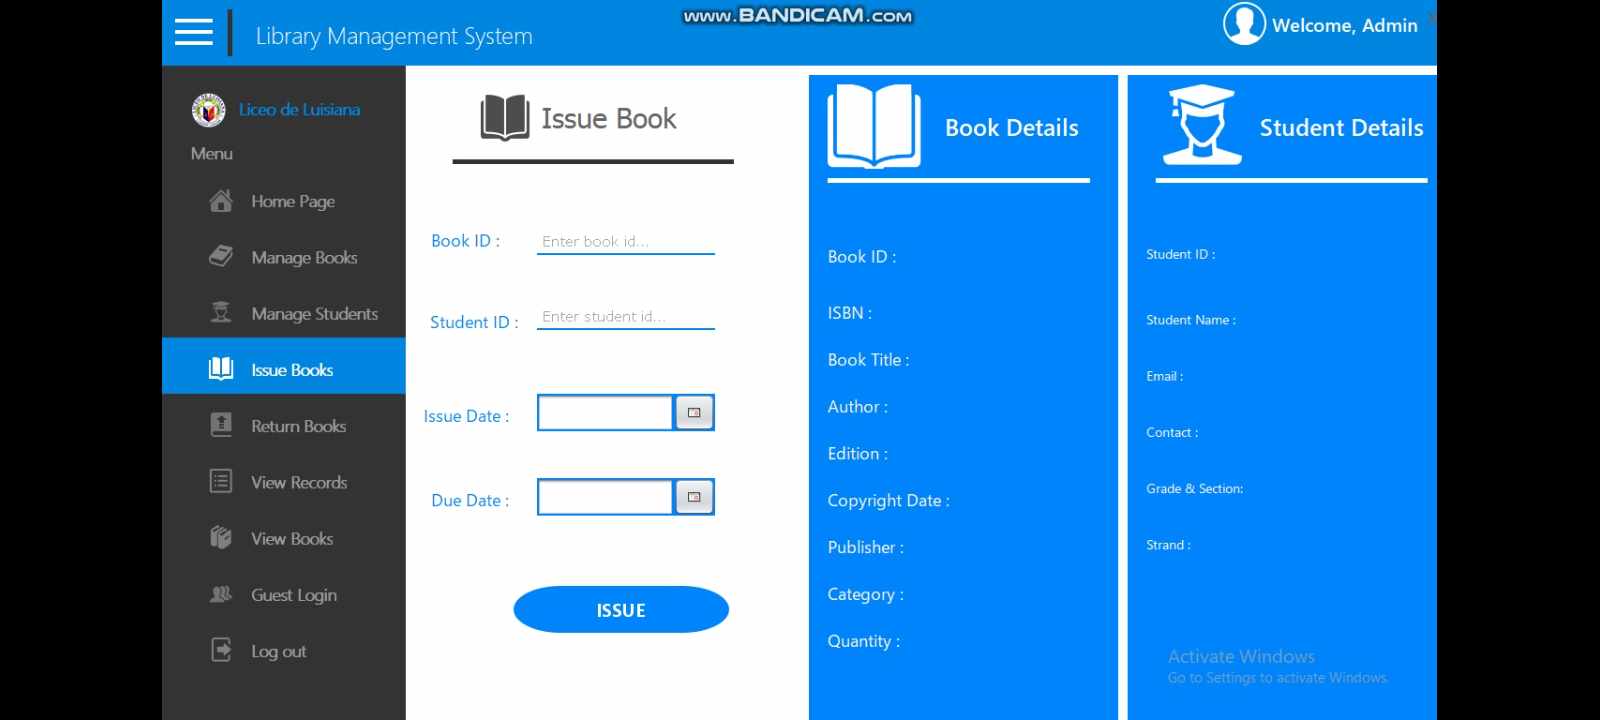 www.BANDICAM.com
Library Management System
Welcome, Admin
Liceo de Luisiana
Menu
Home Page
Manage Books
Manage Students
Issue Books
Return Books
View Records
View Books
Guest Login
Log out
Issue Book
Book ID :
Enter book id...
Student ID :
Enter student id...
Issue Date :
Due Date :
ISSUE
Book Details
Book ID :
ISBN :
Book Title :
Author :
Edition :
Copyright Date :
Publisher :
Category :
Quantity :
Student Details
Student ID :
Student Name :
Email :
Contact :
Grade & Section:
Strand :
Activate Windows
Go to Settings to activate Windows.